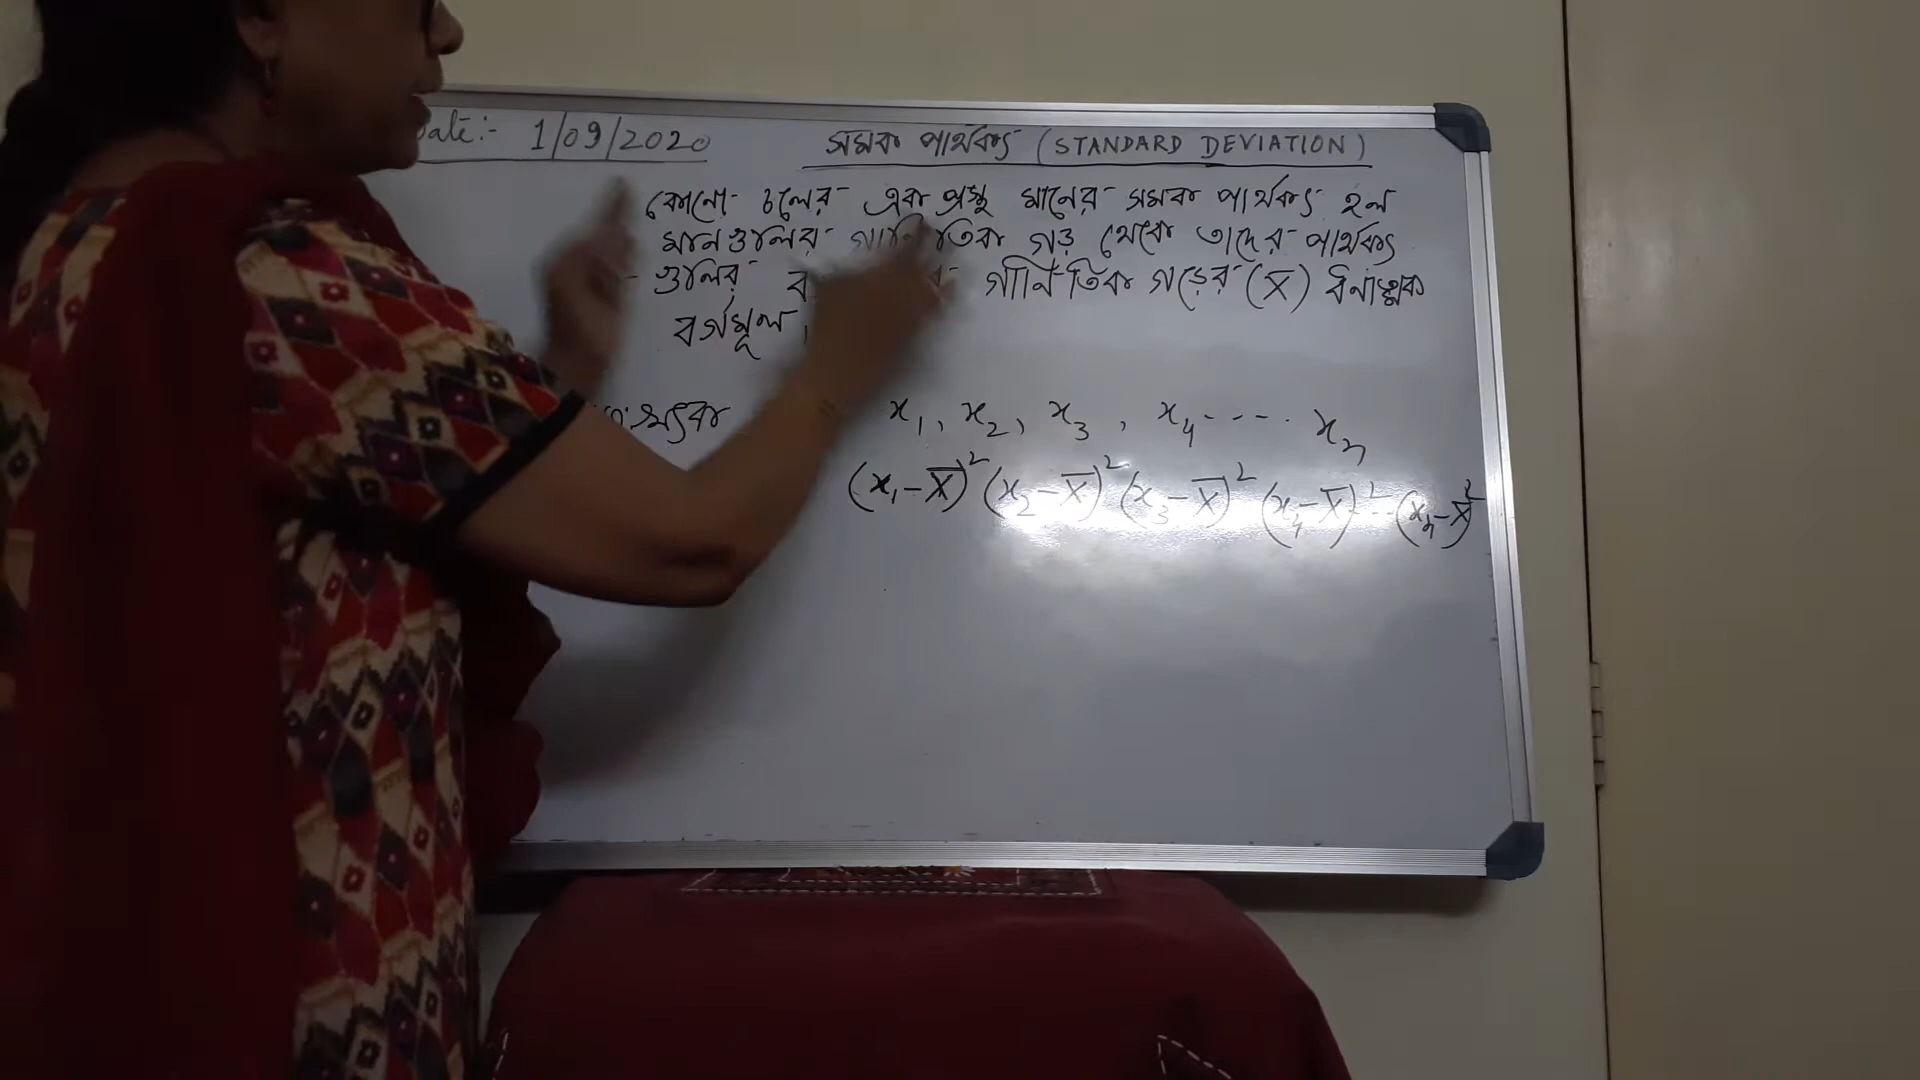 Date:- 1/09/2020
সমক পার্থক্য (STANDARD DEVIATION)
কোনো চলের এক প্রস্থ মানের সমক পার্থক্য হল
মানগুলির গাণিতিক গড় থেকে তাদের পার্থক্য
গুলির গাণিতিক গড়ের (X̄) ধনাত্মক
বর্গমূল।
x₁, x₂, x₃, x₄ ---- xₙ
(x₁-X̄)² (x₂-X̄)² (x₃-X̄)² (x₄-X̄)² -- (xₙ-X̄)²